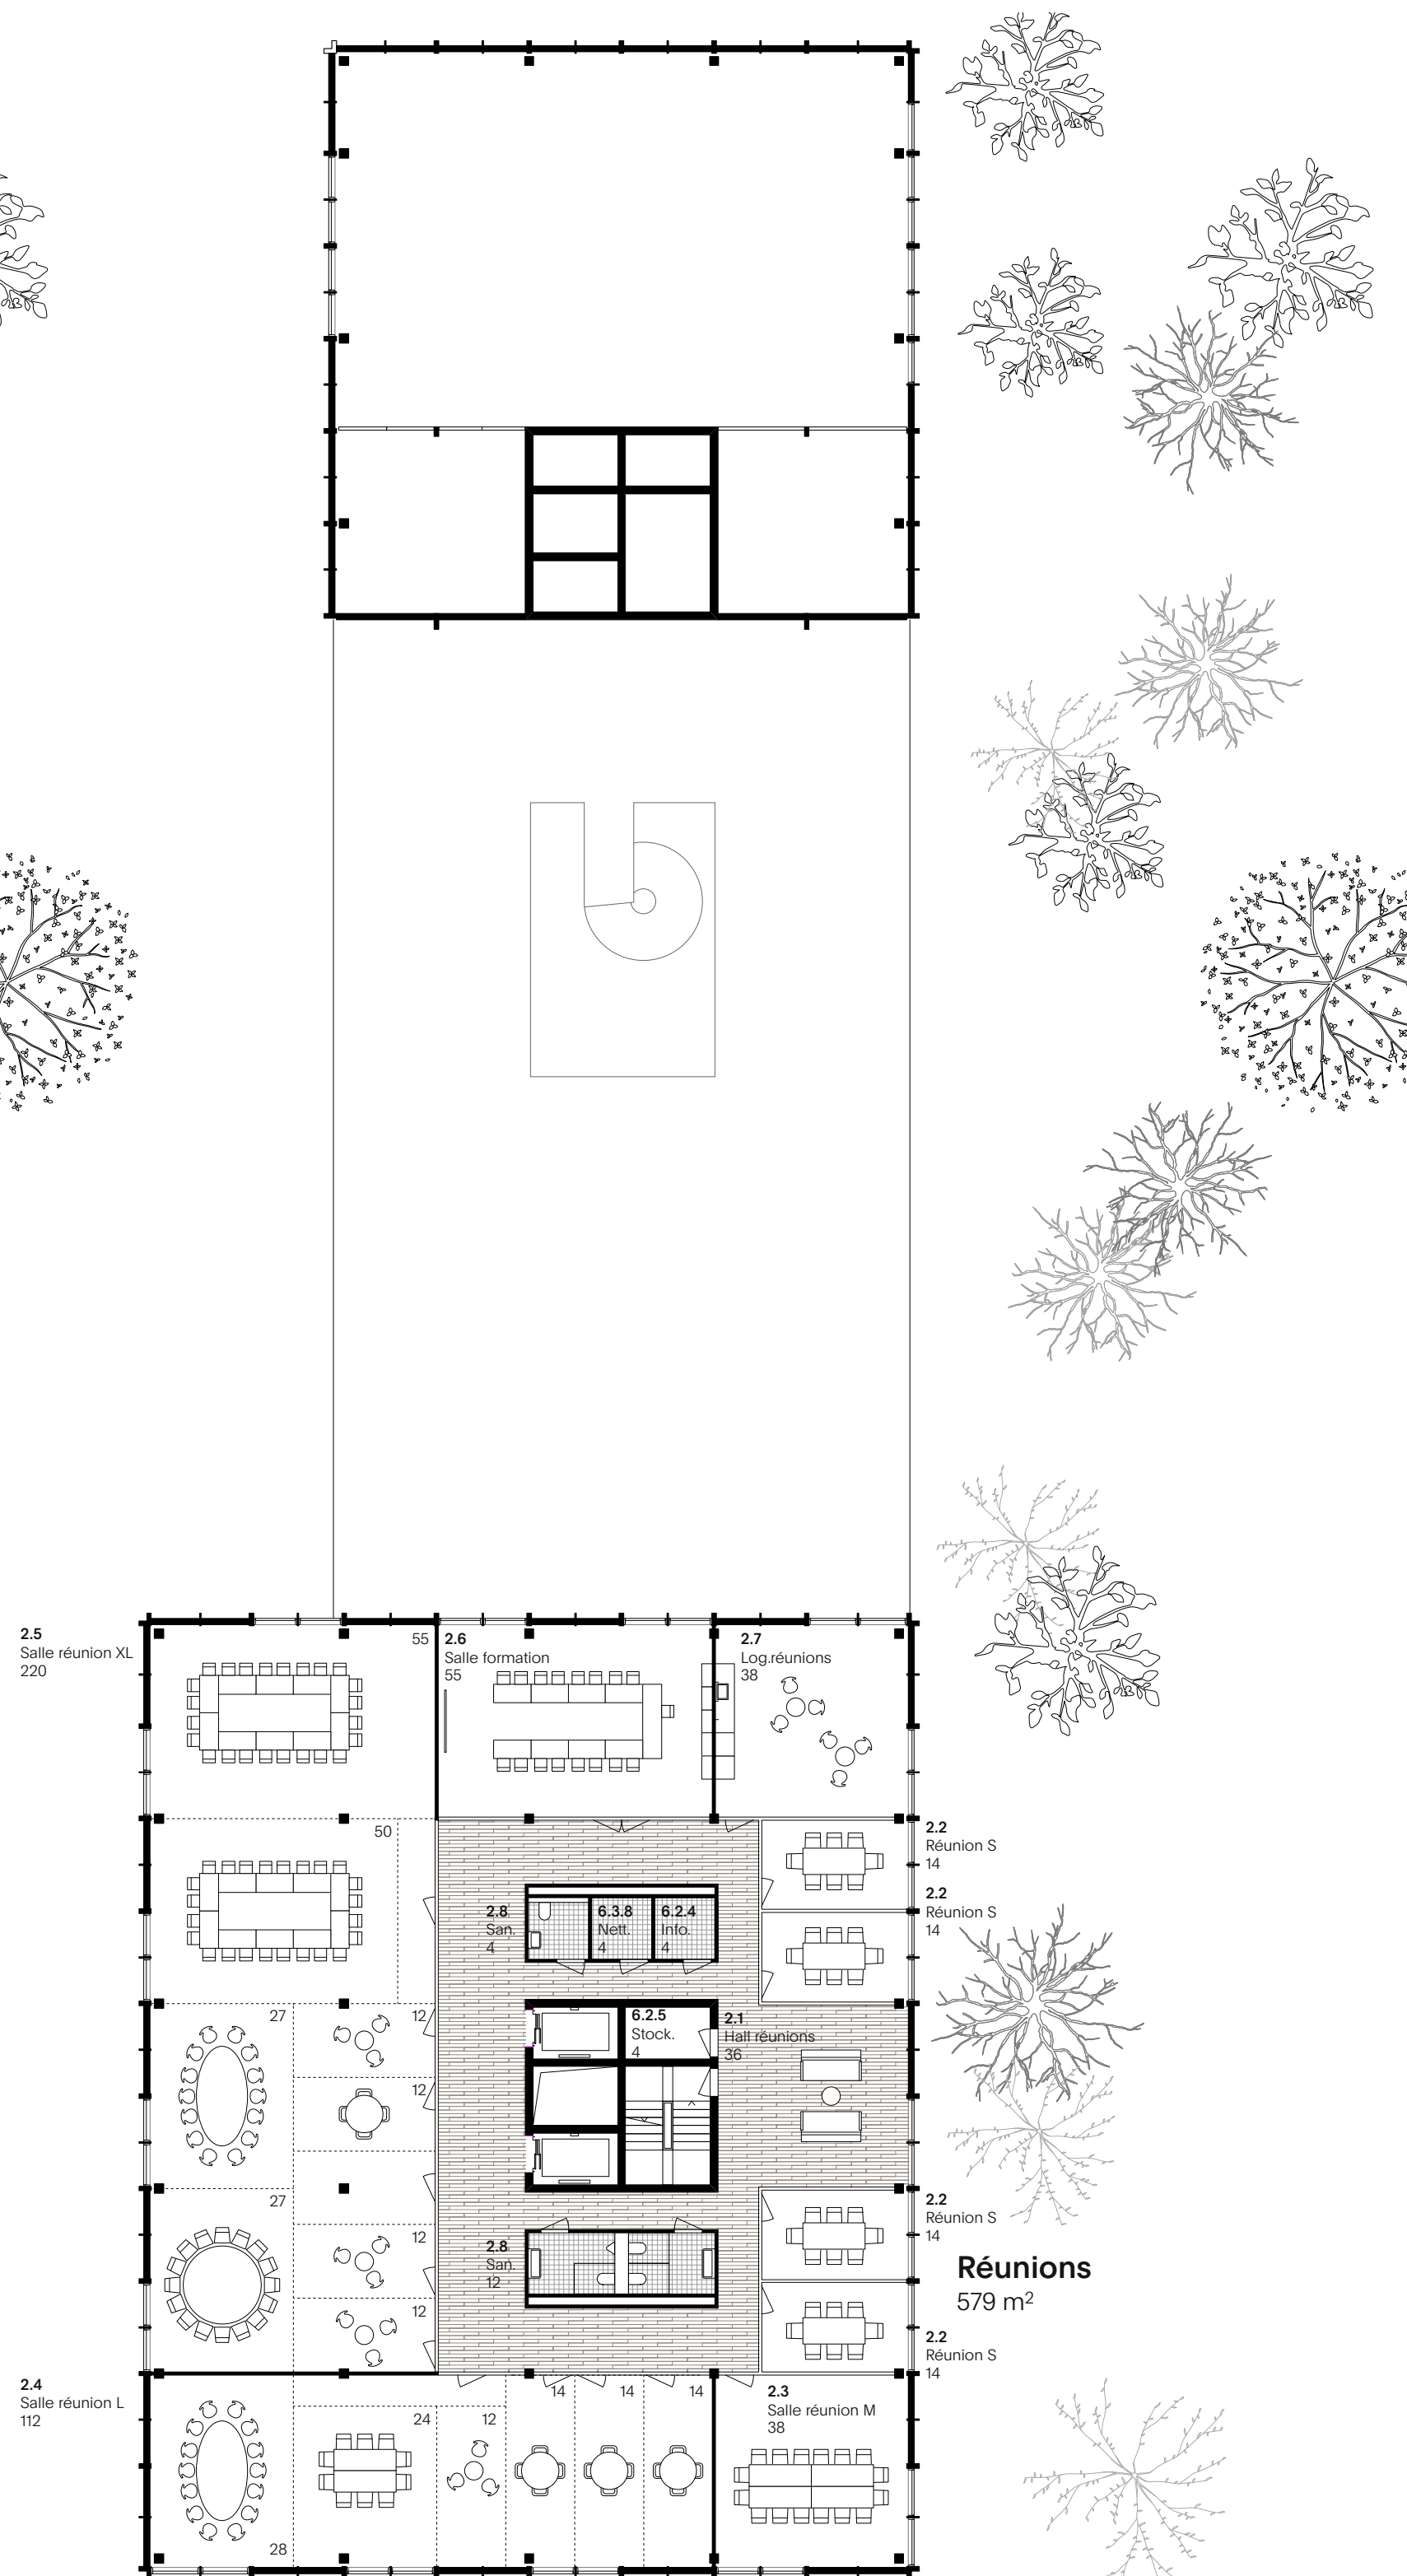 2.5
Salle réunion XL
220
55
2.6
Salle formation
55
2.7
Log.réunions
38
50
2.2
Réunion S
14
2.2
Réunion S
14
2.8
San.
4
6.3.8
Nett.
4
6.2.4
Info.
4
27
12
6.2.5
Stock.
4
2.1
Hall réunions
36
12
27
12
2.8
San.
12
2.2
Réunion S
14
Réunions
579 m²
12
2.2
Réunion S
14
2.4
Salle réunion L
112
24
12
14
14
14
2.3
Salle réunion M
38
28